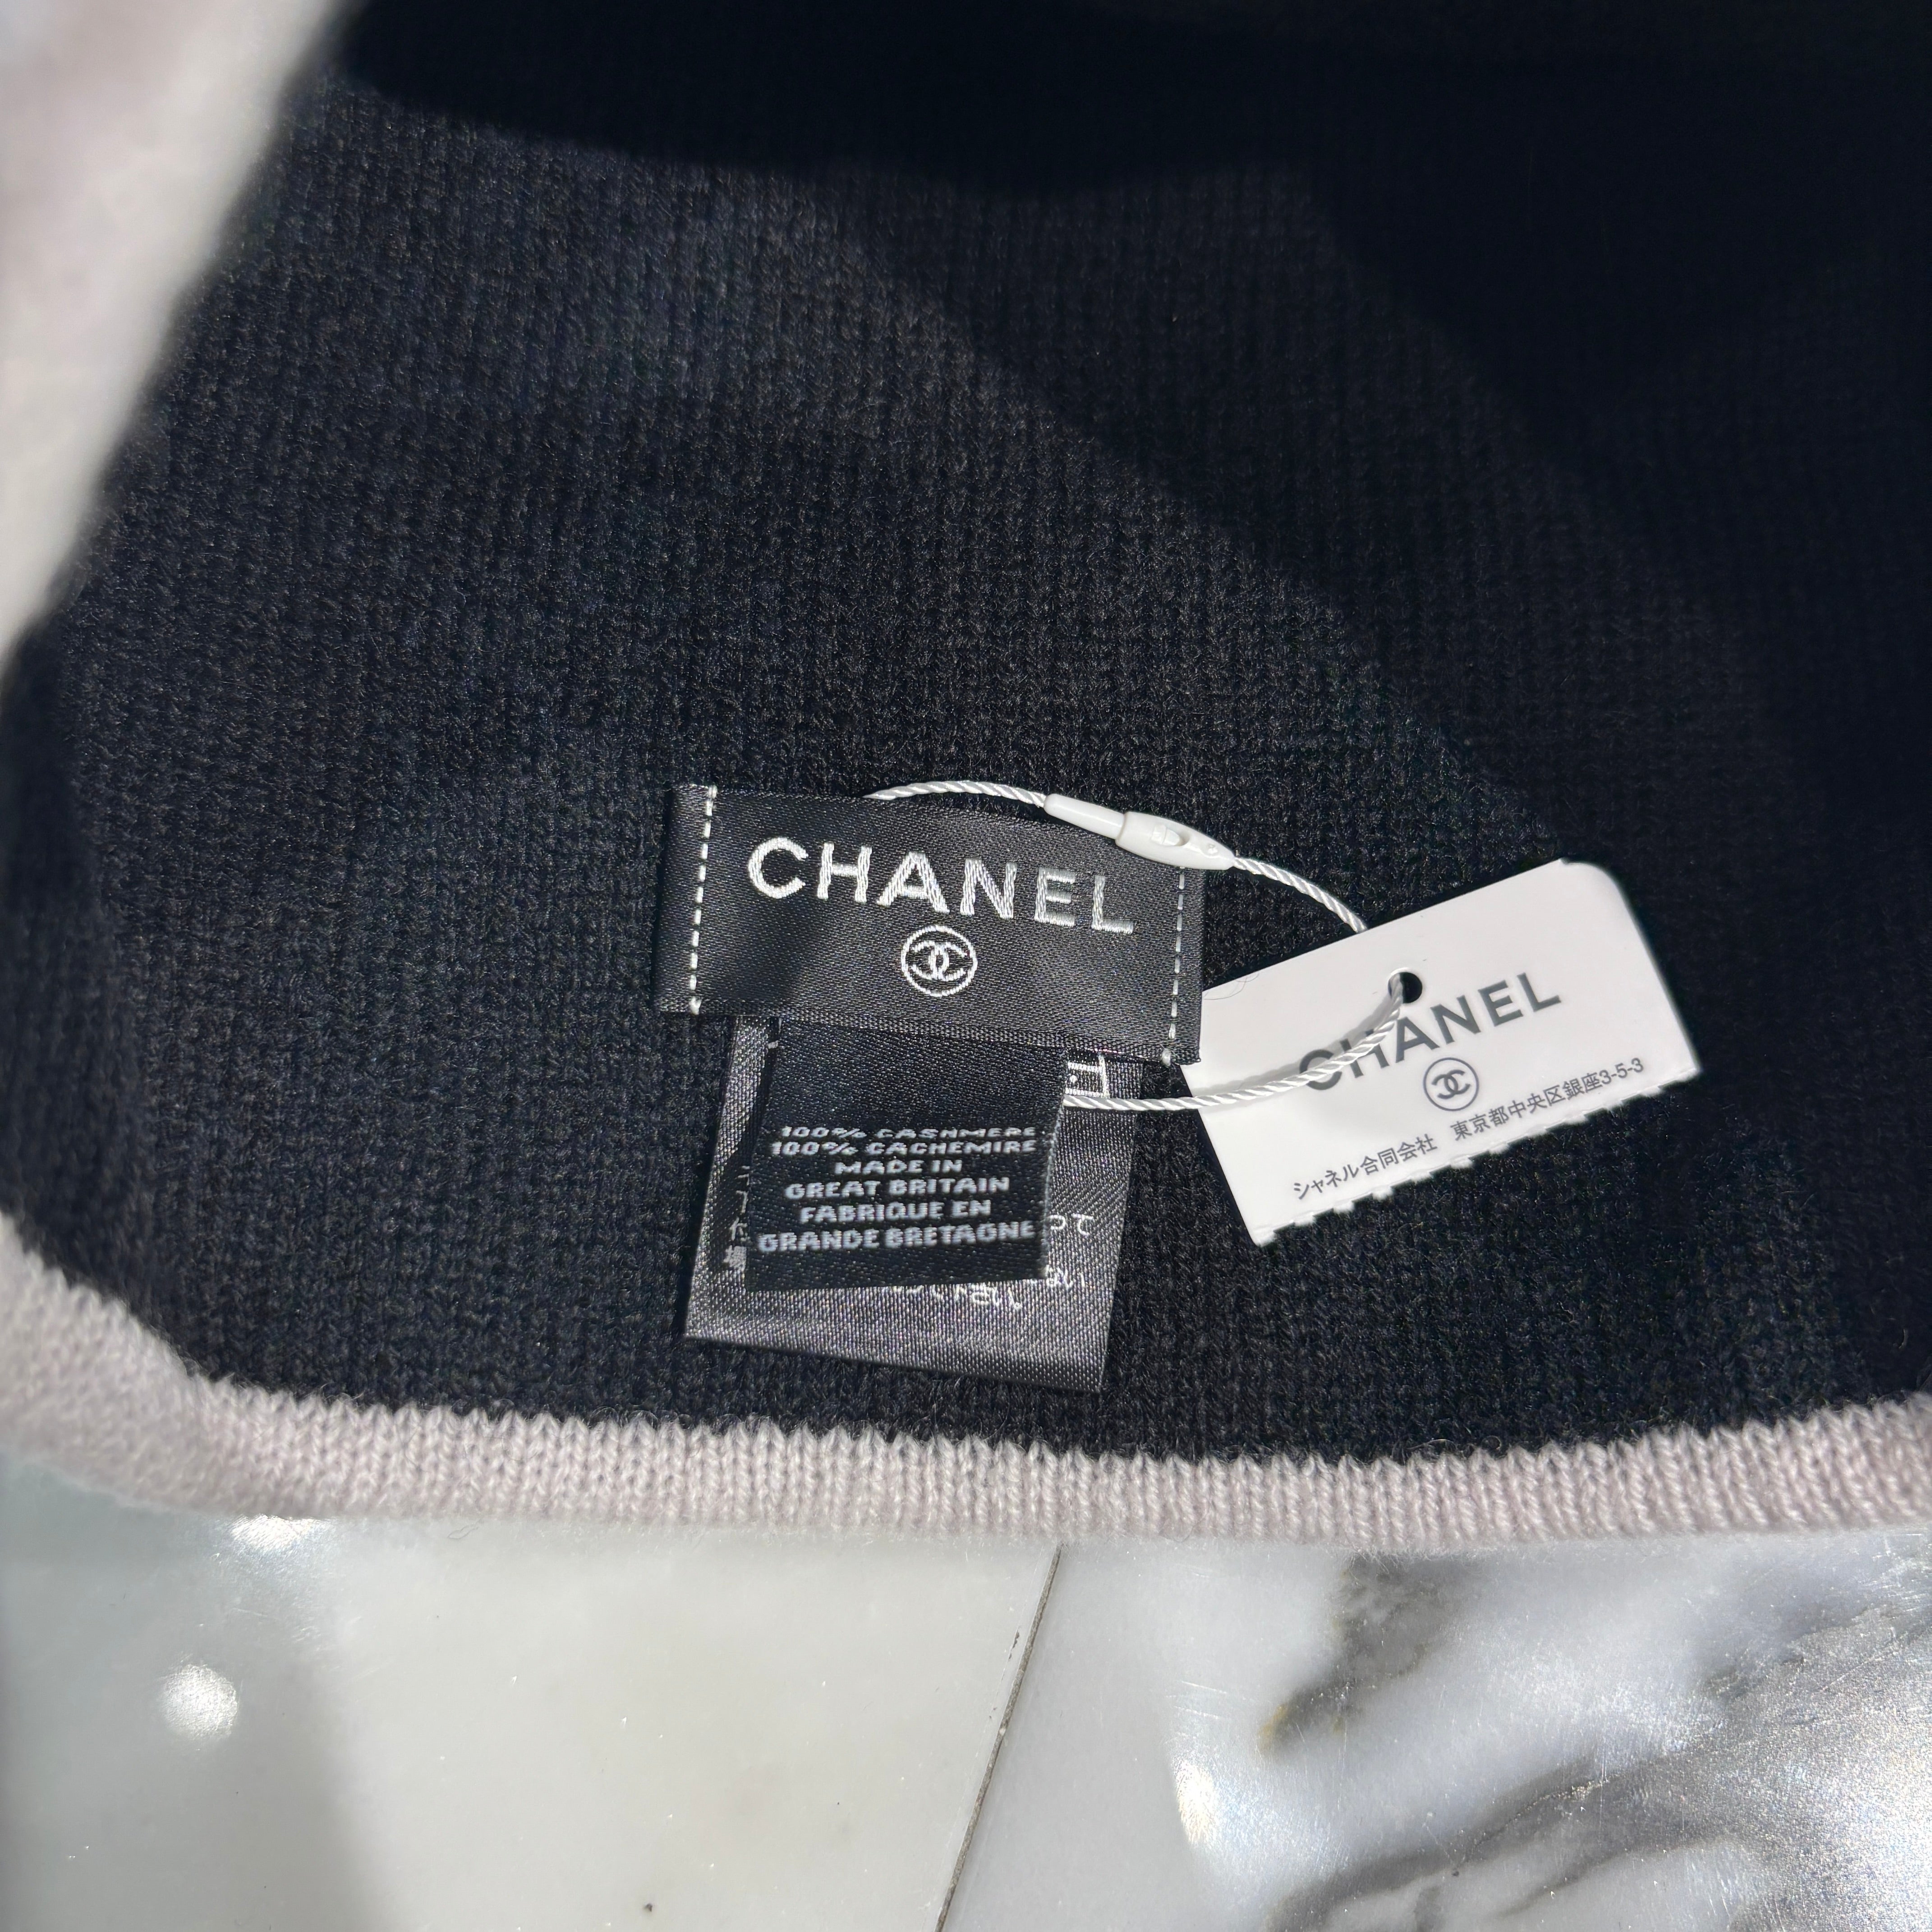 CHANEL
100% CASHMERE
100% CACHEMIRE
MADE IN
GREAT BRITAIN
FABRIQUE EN
GRANDE BRETAGNE
CHANEL
シャネル合同会社 東京都中央区銀座3-5-3